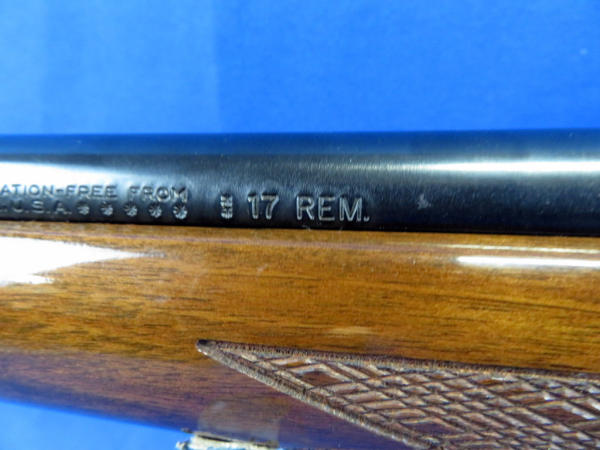 ATION-FREE FROM
U.S.A.
17 REM.